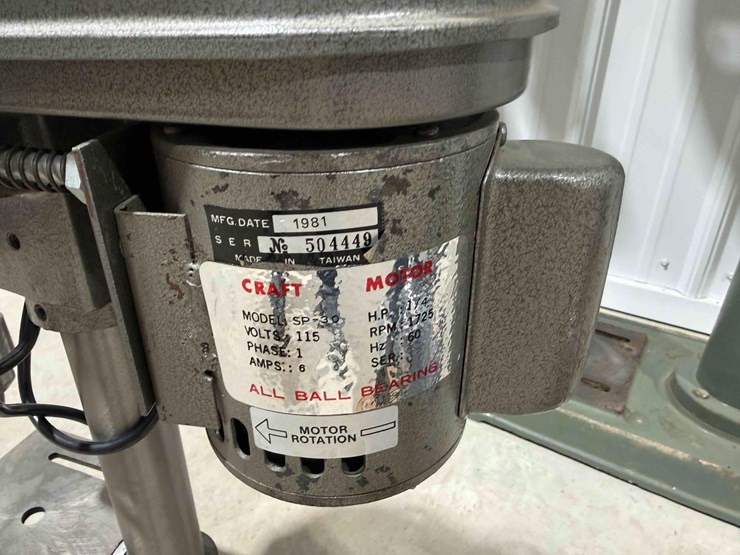 MFG. DATE 1981
SER № 504449
MADE IN TAIWAN
CRAFT MOTOR
MODEL: SP-30 H.P.: 1/4
VOLTS: 115 RPM: 1725
PHASE: 1 Hz: 60
AMPS.: 6 SER.:
ALL BALL BEARING
MOTOR
ROTATION